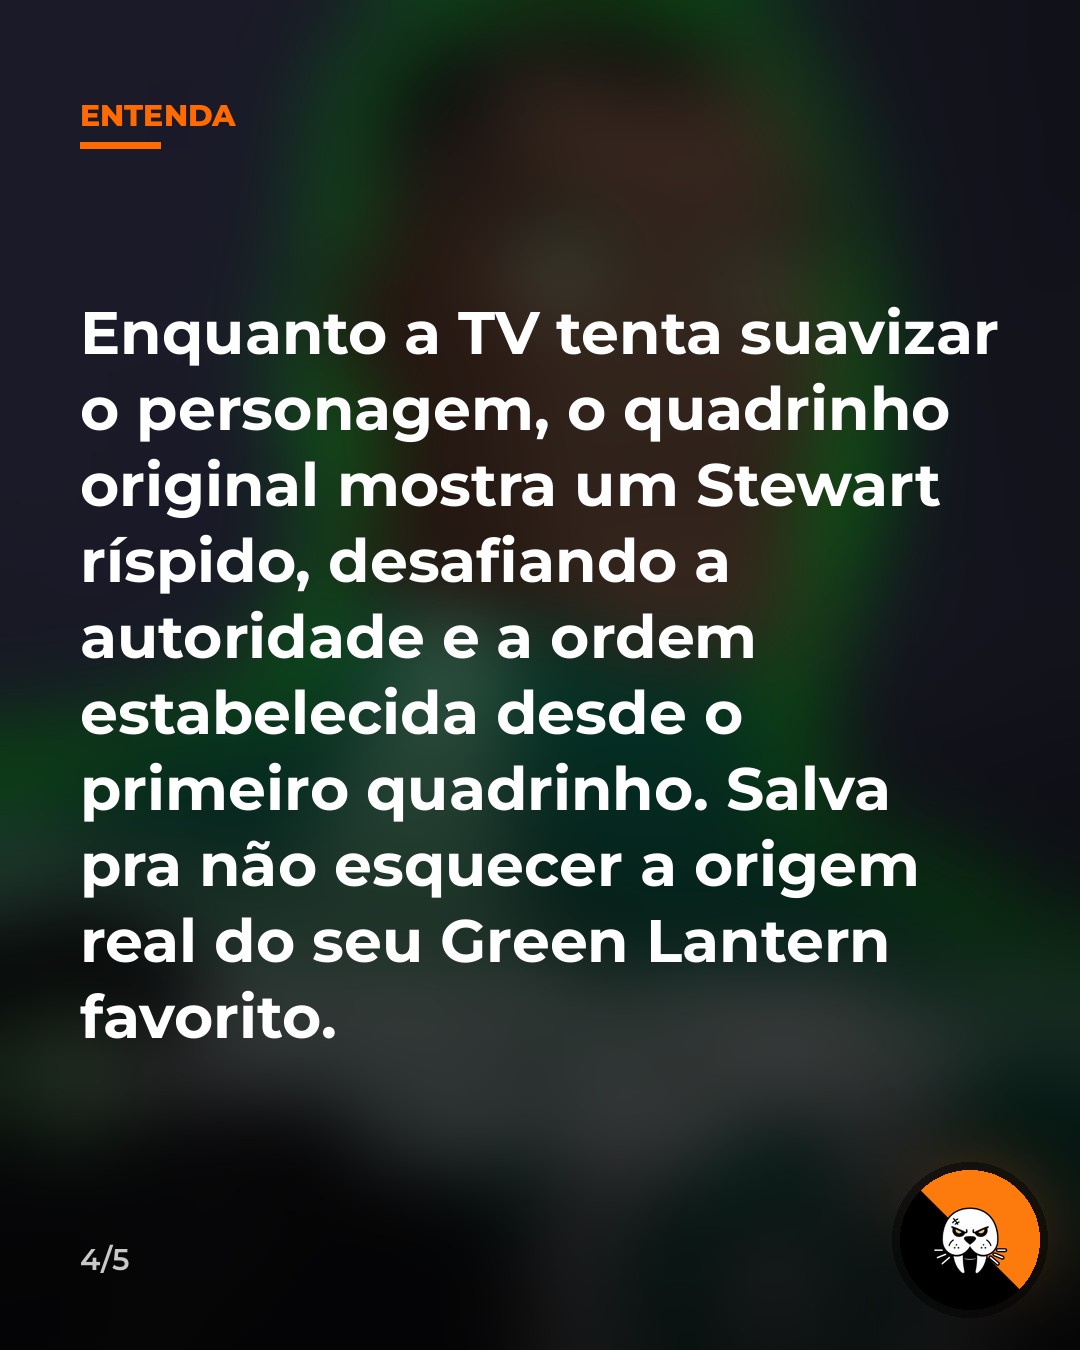 ENTENDA
Enquanto a TV tenta suavizar
o personagem, o quadrinho
original mostra um Stewart
ríspido, desafiando a
autoridade e a ordem
estabelecida desde o
primeiro quadrinho. Salva
pra não esquecer a origem
real do seu Green Lantern
favorito.
4/5